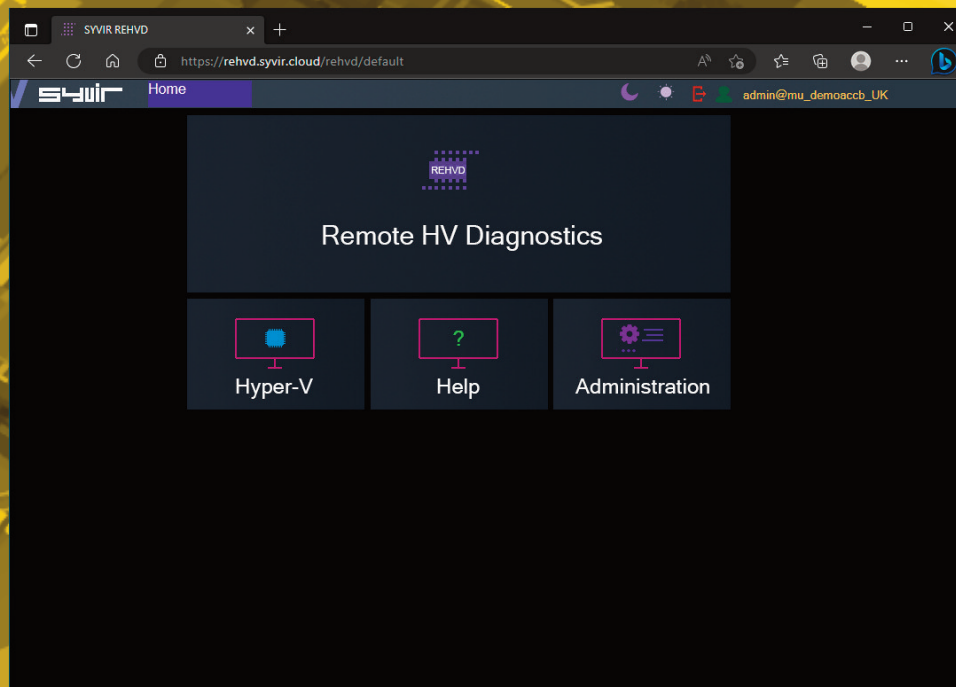 SYVIR REHVD
https://rehvd.syvir.cloud/rehvd/default
syvir
Home
admin@mu_demoaccb_UK
REHVD
Remote HV Diagnostics
?
Hyper-V
Help
Administration